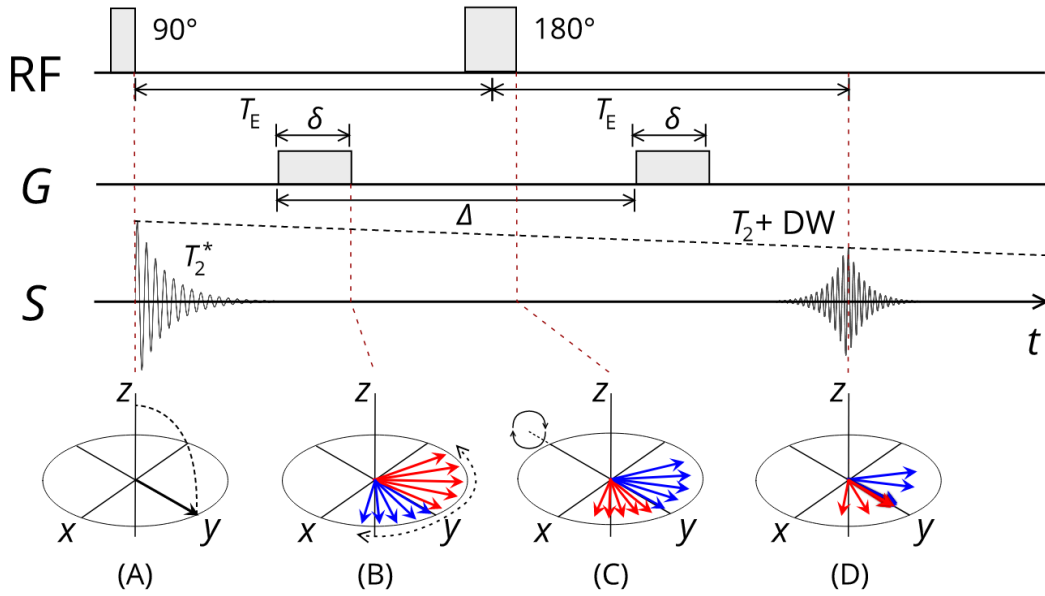 90°
180°
RF
T_E
T_E
δ
δ
G
Δ
T_2 + DW
T_2^*
S
t
z
z
z
z
x
y
x
y
x
y
x
y
(A)
(B)
(C)
(D)